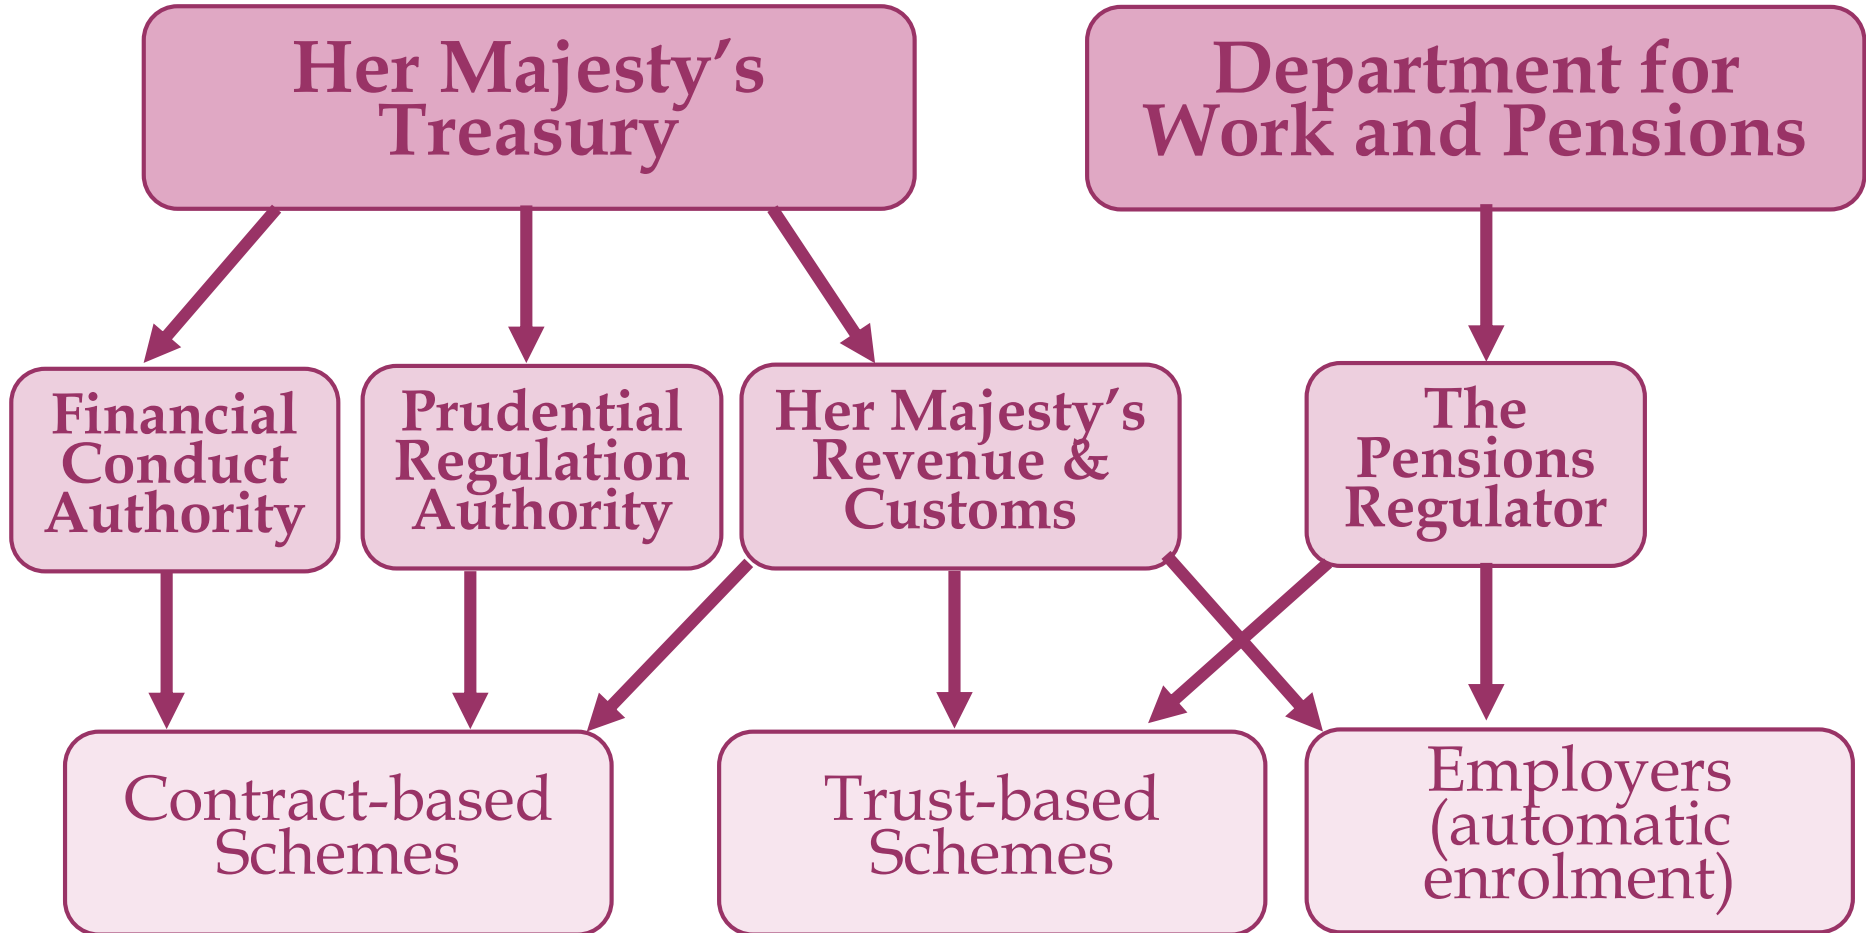 Her Majesty’s
Treasury
Department for
Work and Pensions
Financial
Conduct
Authority
Prudential
Regulation
Authority
Her Majesty’s
Revenue &
Customs
The
Pensions
Regulator
Contract-based
Schemes
Trust-based
Schemes
Employers
(automatic
enrolment)